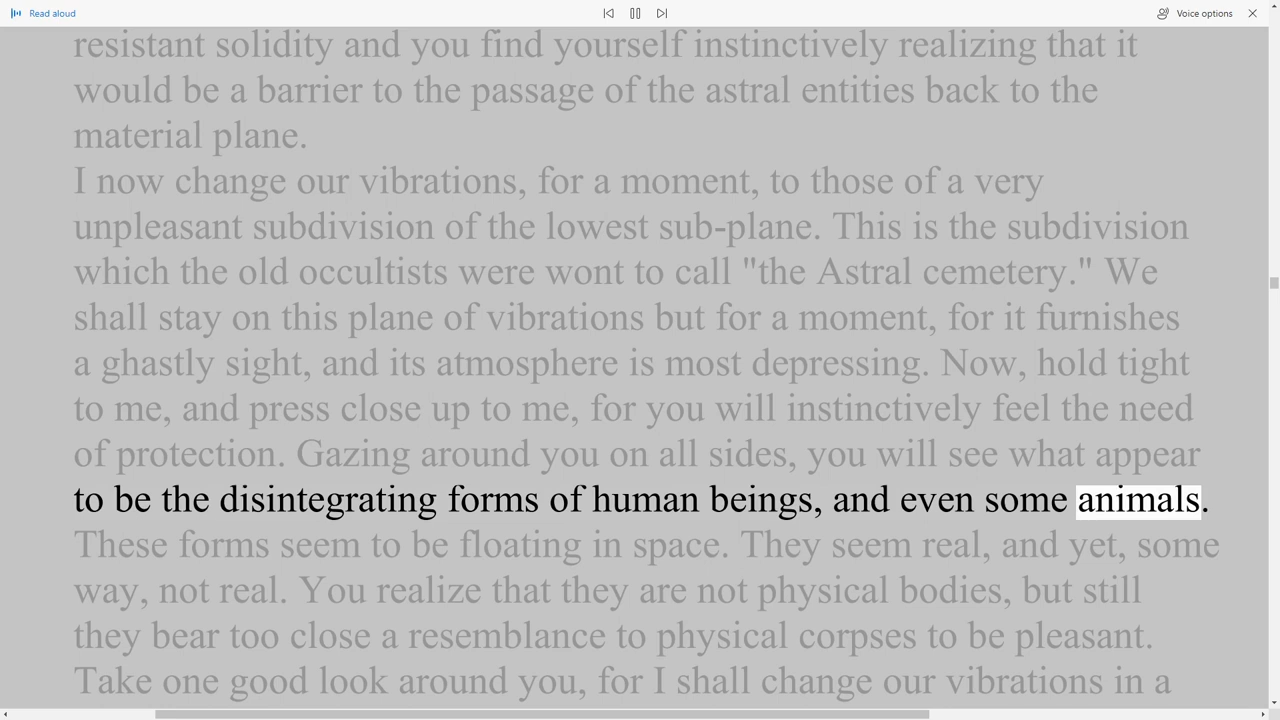 Read aloud
Voice options
resistant solidity and you find yourself instinctively realizing that it
would be a barrier to the passage of the astral entities back to the
material plane.
I now change our vibrations, for a moment, to those of a very
unpleasant subdivision of the lowest sub-plane. This is the subdivision
which the old occultists were wont to call "the Astral cemetery." We
shall stay on this plane of vibrations but for a moment, for it furnishes
a ghastly sight, and its atmosphere is most depressing. Now, hold tight
to me, and press close up to me, for you will instinctively feel the need
of protection. Gazing around you on all sides, you will see what appear
to be the disintegrating forms of human beings, and even some animals.
These forms seem to be floating in space. They seem real, and yet, some
way, not real. You realize that they are not physical bodies, but still
they bear too close a resemblance to physical corpses to be pleasant.
Take one good look around you, for I shall change our vibrations in a